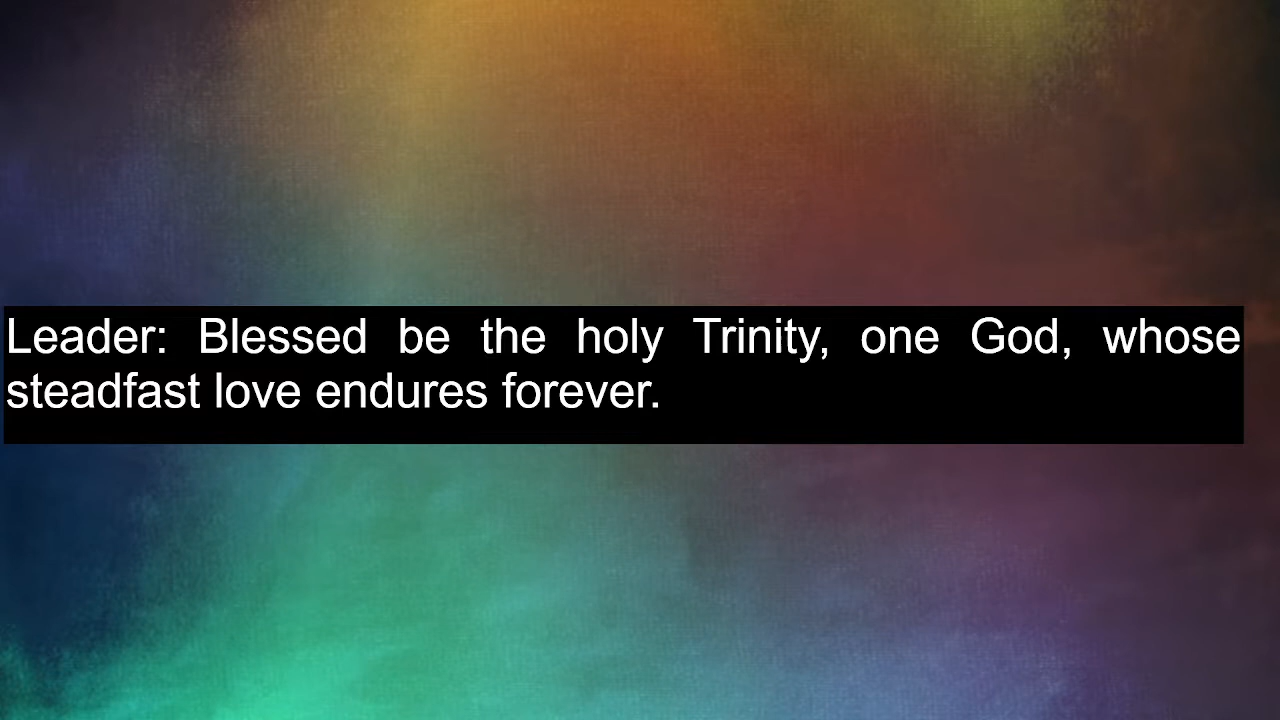 Leader: Blessed be the holy Trinity, one God, whose
steadfast love endures forever.